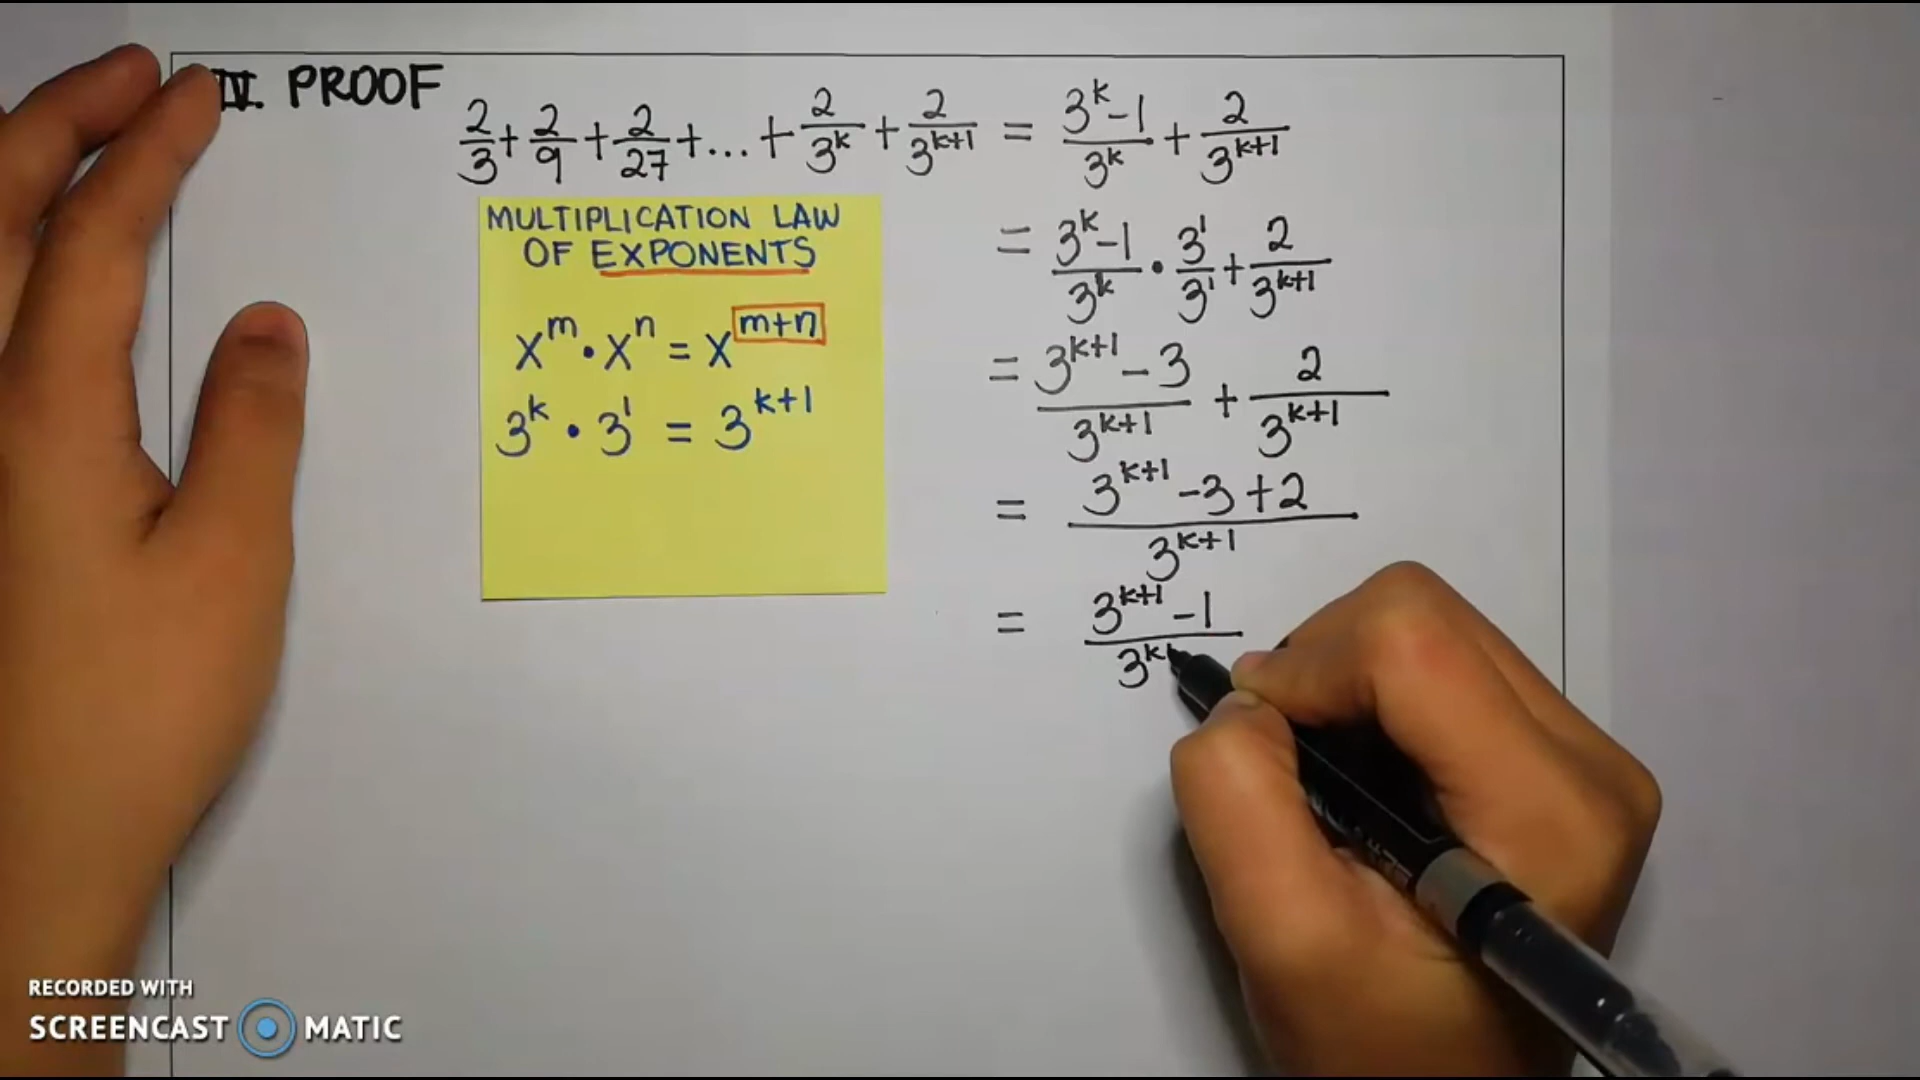 IV. PROOF
2/3 + 2/9 + 2/27 + ... + 2/3^k + 2/3^(k+1) = (3^k - 1)/3^k + 2/3^(k+1)
MULTIPLICATION LAW
OF EXPONENTS
x^m · x^n = x^(m+n)
3^k · 3^1 = 3^(k+1)
= (3^k - 1)/3^k · 3^1/3^1 + 2/3^(k+1)
= (3^(k+1) - 3)/3^(k+1) + 2/3^(k+1)
= (3^(k+1) - 3 + 2)/3^(k+1)
= (3^(k+1) - 1)/3^k
RECORDED WITH
SCREENCAST MATIC